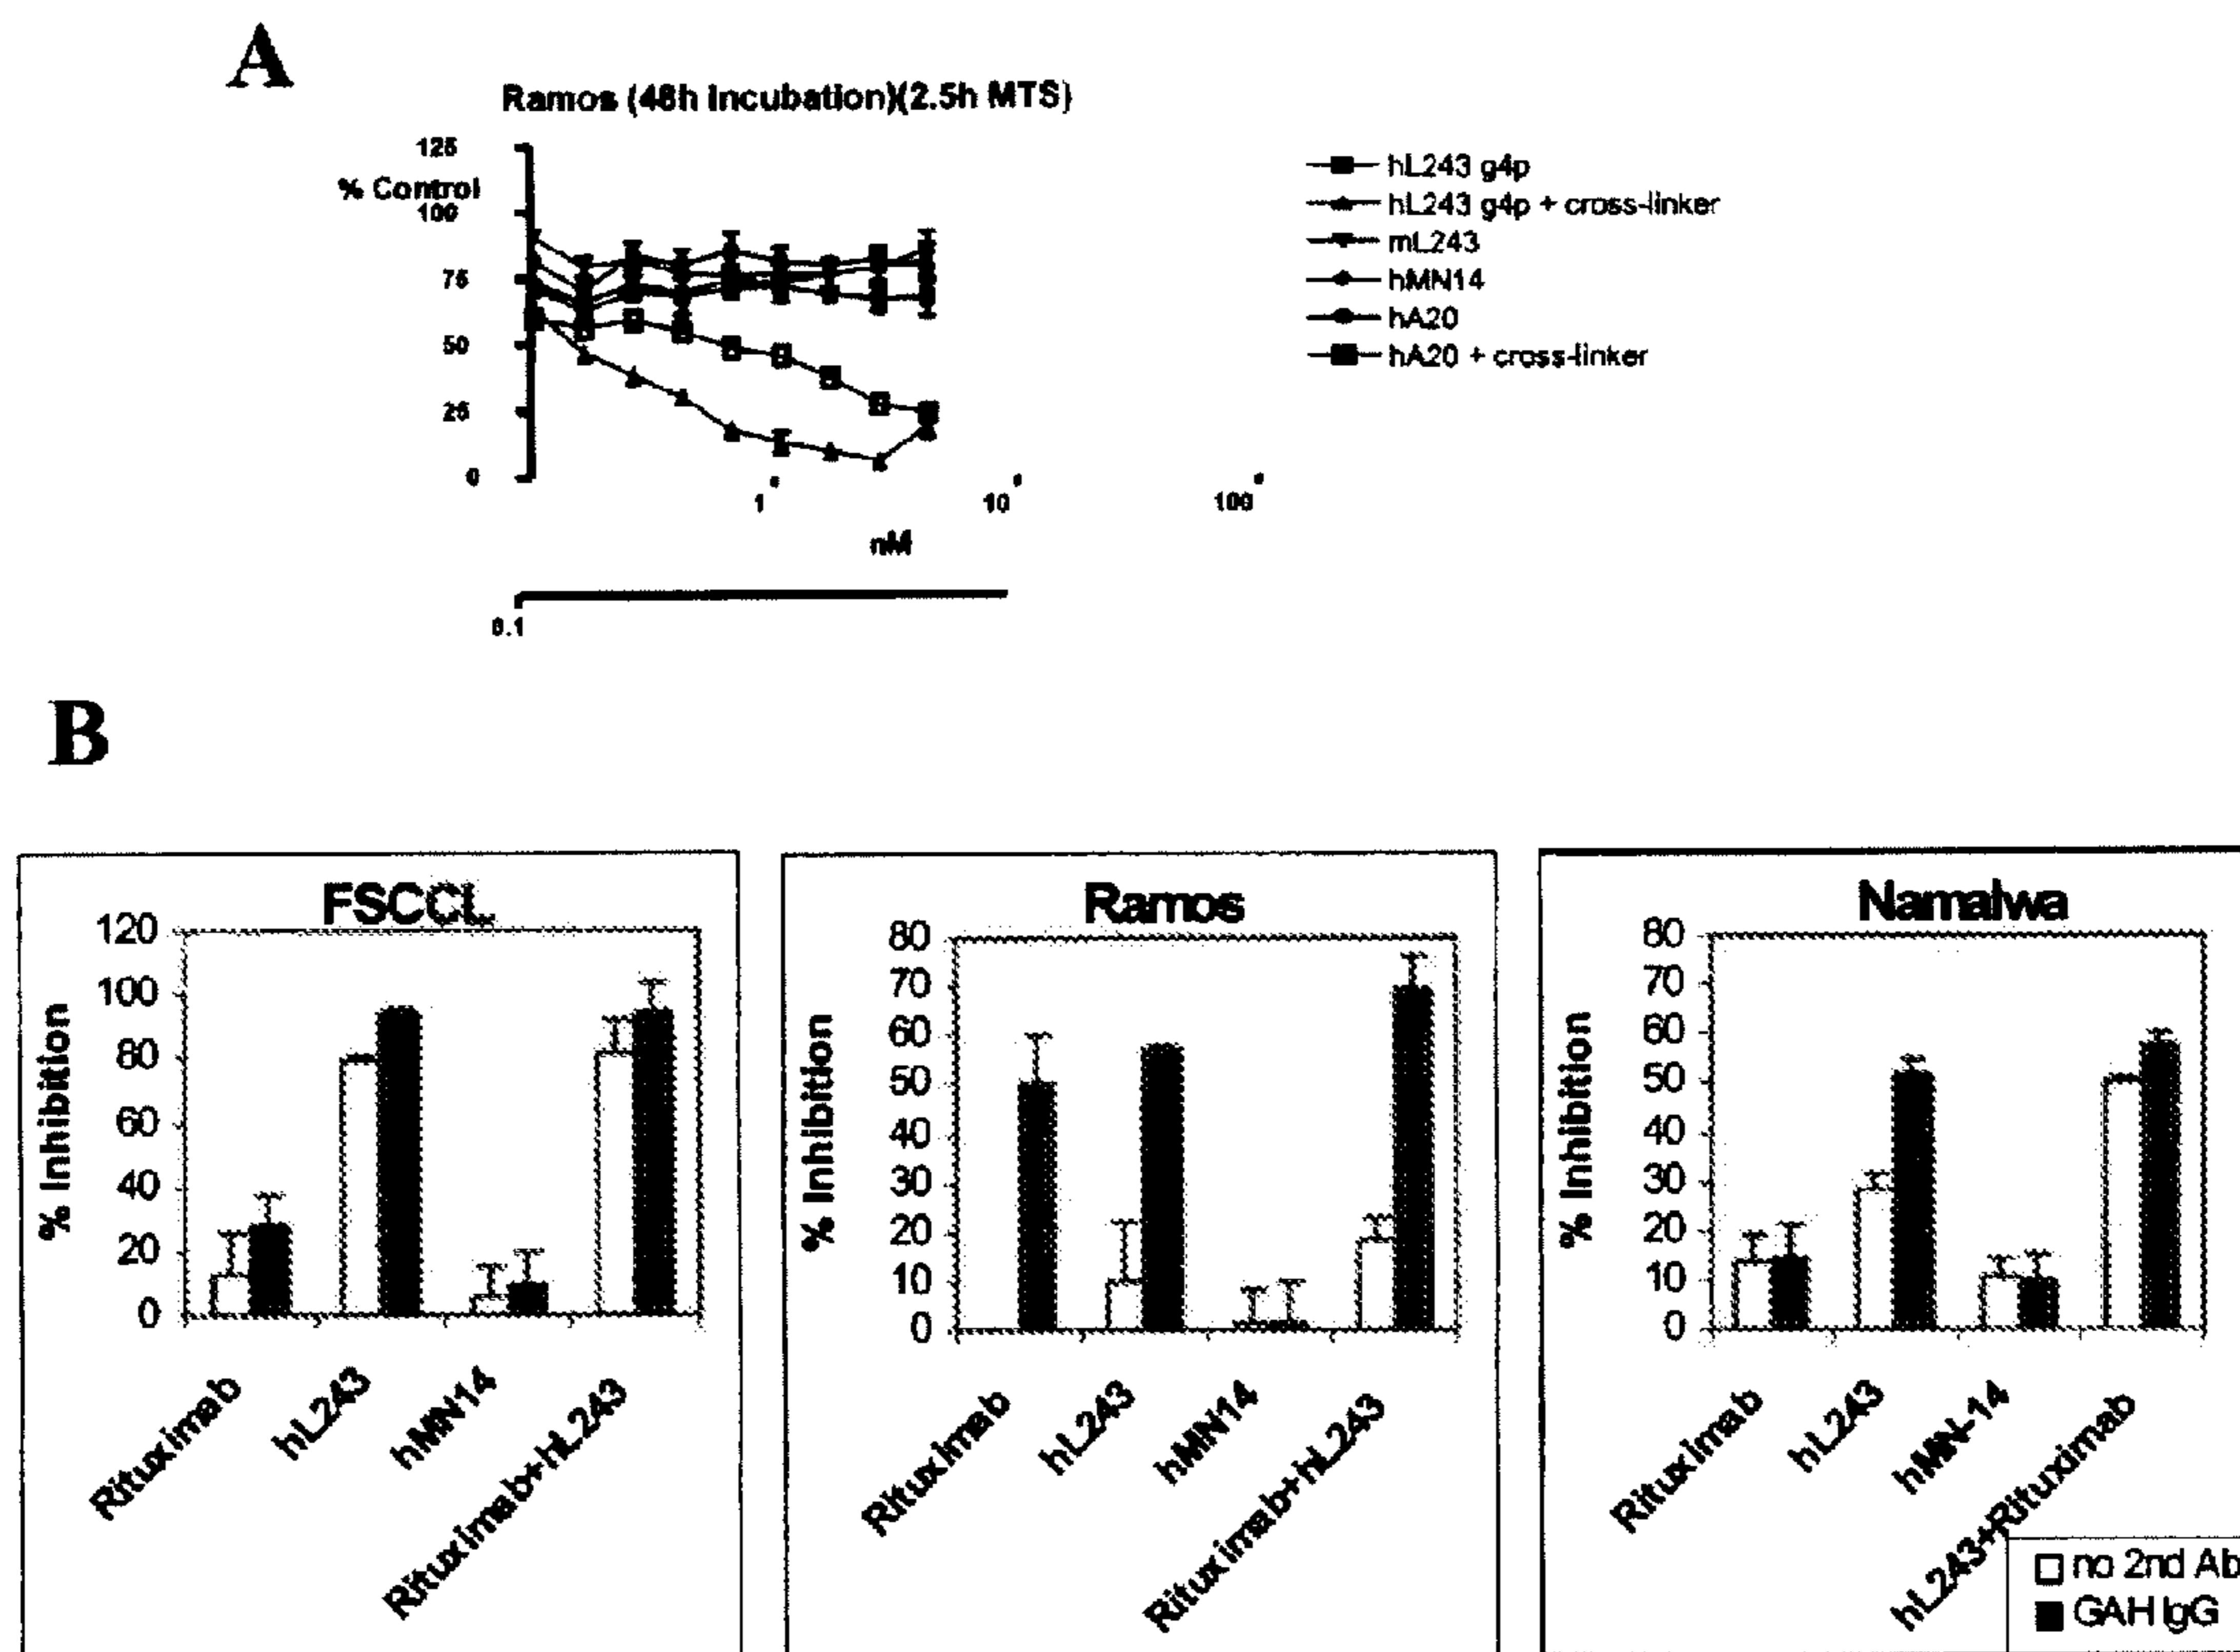 A
Ramos (48h Incubation)(2.5h MTS)
125
% Control
100
75
50
25
0
1
10
100
nM
0.1
hL243 g4p
hL243 g4p + cross-linker
mL243
hMN14
hA20
hA20 + cross-linker
B
FSCCL
% Inhibition
120
100
80
60
40
20
0
Rituximab
hL243
hMN14
Rituximab+hL243
Ramos
% Inhibition
80
70
60
50
40
30
20
10
0
Rituximab
hL243
hMN14
Rituximab+hL243
Namalwa
% Inhibition
80
70
60
50
40
30
20
10
0
Rituximab
hL243
hMN-14
hL243+Rituximab
no 2nd Ab
GAH IgG